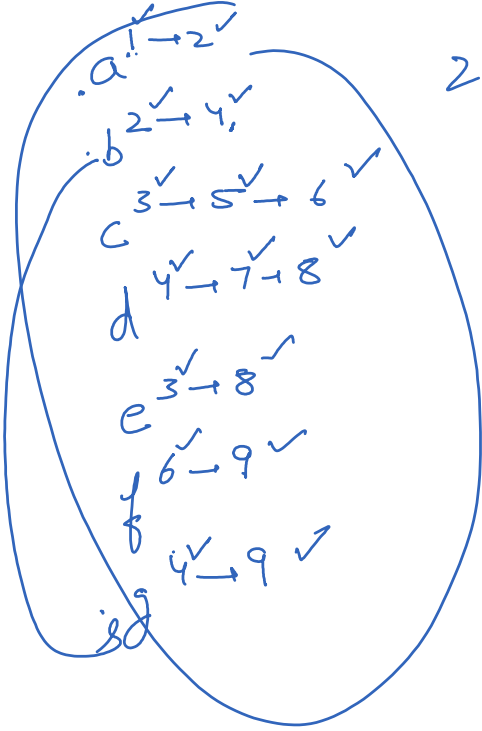 a 1 → 2 2
b 2 → 4
c 3 → 5 → 6
d 4 → 7 → 8
e 3 → 8
f 6 → 9
g 4 → 9